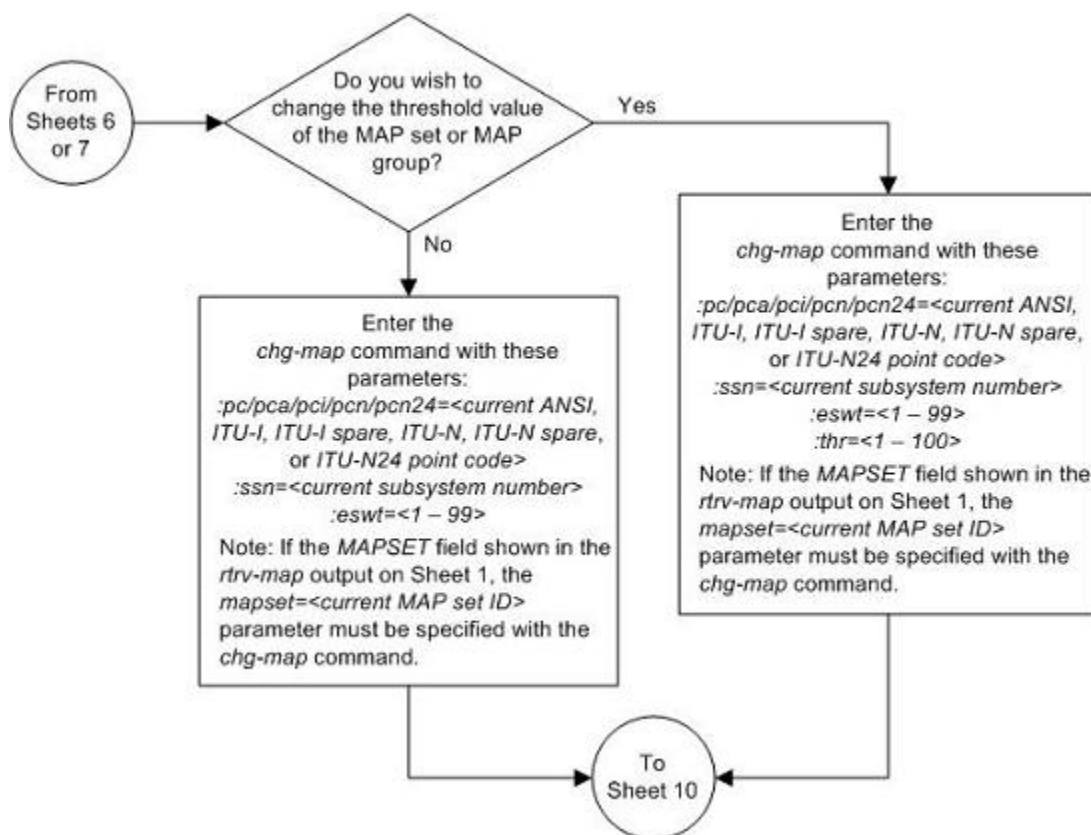 From
Sheets 6
or 7
Do you wish to
change the threshold value
of the MAP set or MAP
group?
Yes
No
Enter the
chg-map command with these
parameters:
:pc/pca/pci/pcn/pcn24=<current ANSI,
ITU-I, ITU-I spare, ITU-N, ITU-N spare,
or ITU-N24 point code>
:ssn=<current subsystem number>
:eswt=<1 – 99>
Note: If the MAPSET field shown in the
rtrv-map output on Sheet 1, the
mapset=<current MAP set ID>
parameter must be specified with the
chg-map command.
Enter the
chg-map command with these
parameters:
:pc/pca/pci/pcn/pcn24=<current ANSI,
ITU-I, ITU-I spare, ITU-N, ITU-N spare,
or ITU-N24 point code>
:ssn=<current subsystem number>
:eswt=<1 – 99>
:thr=<1 – 100>
Note: If the MAPSET field shown in the
rtrv-map output on Sheet 1, the
mapset=<current MAP set ID>
parameter must be specified with the
chg-map command.
To
Sheet 10